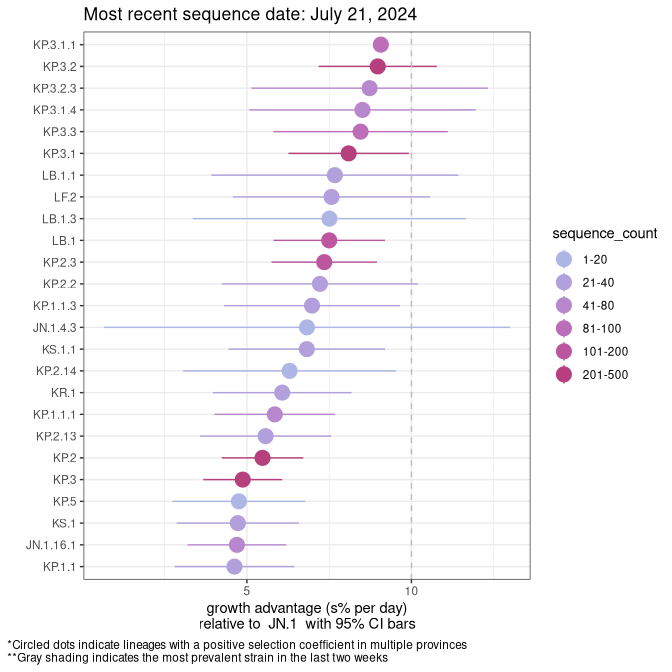 Most recent sequence date: July 21, 2024
KP.3.1.1
KP.3.2
KP.3.2.3
KP.3.1.4
KP.3.3
KP.3.1
LB.1.1
LF.2
LB.1.3
LB.1
KP.2.3
KP.2.2
KP.1.1.3
JN.1.4.3
KS.1.1
KP.2.14
KR.1
KP.1.1.1
KP.2.13
KP.2
KP.3
KP.5
KS.1
JN.1.16.1
KP.1.1
5 10
growth advantage (s% per day)
relative to JN.1 with 95% CI bars
sequence_count
1-20
21-40
41-80
81-100
101-200
201-500
*Circled dots indicate lineages with a positive selection coefficient in multiple provinces
**Gray shading indicates the most prevalent strain in the last two weeks